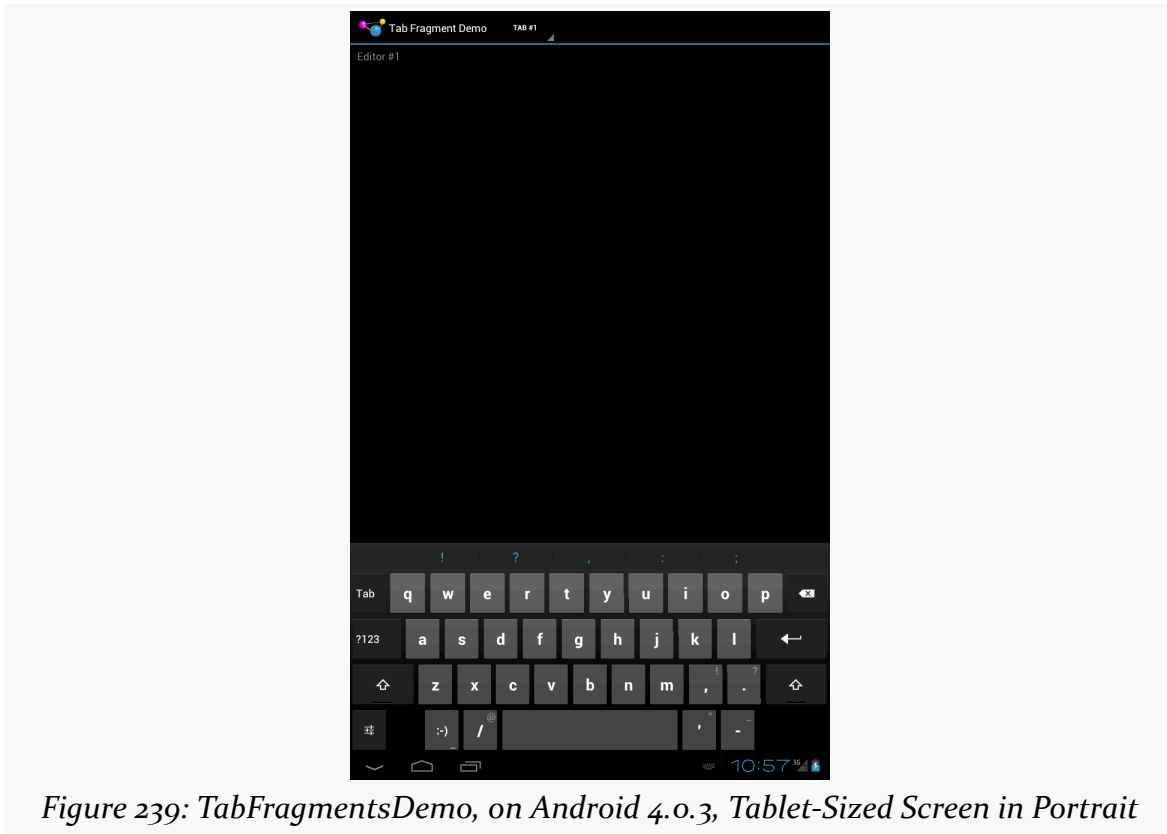 Tab Fragment Demo TAB #1
Editor #1
! ? , : ;
Tab q w e r t y u i o p
?123 a s d f g h j k l
! ?
z x c v b n m , .
@ " _
:-) / ' -
...
10:57 3G
Figure 239: TabFragmentsDemo, on Android 4.0.3, Tablet-Sized Screen in Portrait